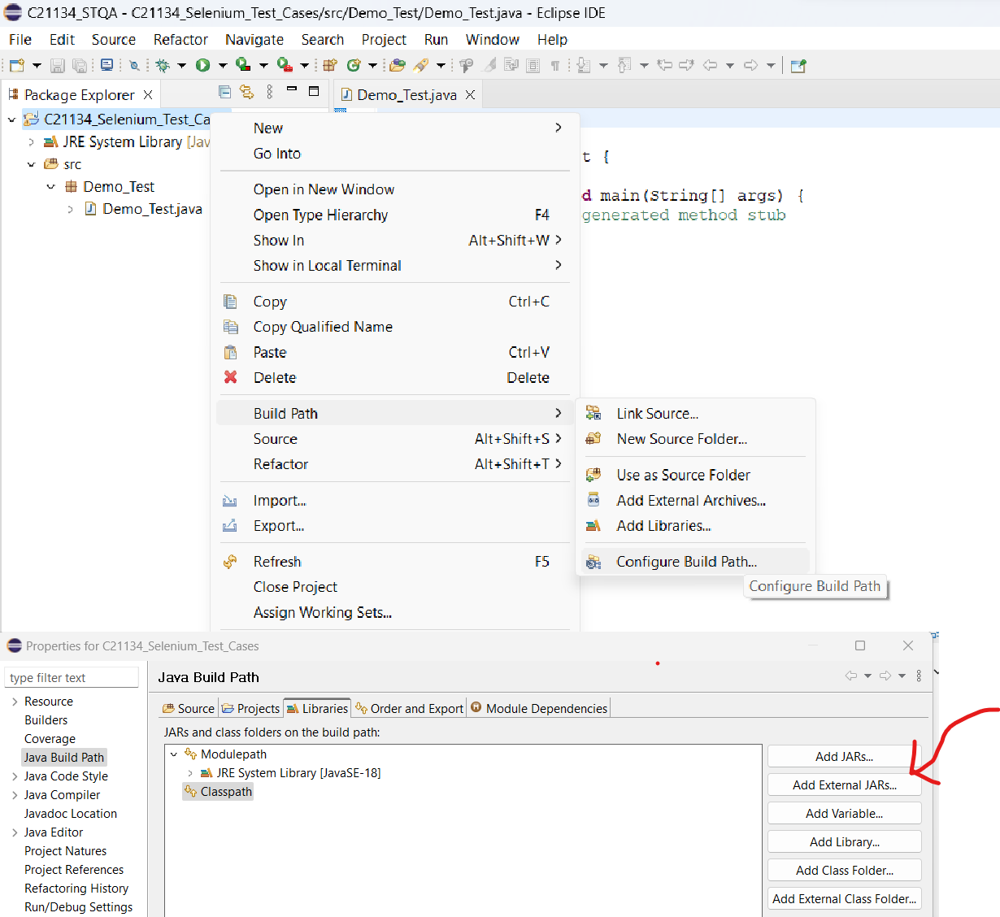 C21134_STQA - C21134_Selenium_Test_Cases/src/Demo_Test/Demo_Test.java - Eclipse IDE
File Edit Source Refactor Navigate Search Project Run Window Help
Package Explorer
Demo_Test.java
C21134_Selenium_Test_Ca
JRE System Library [Jav
src
Demo_Test
Demo_Test.java
t {
d main(String[] args) {
generated method stub
New
Go Into
Open in New Window
Open Type Hierarchy F4
Show In Alt+Shift+W
Show in Local Terminal
Copy Ctrl+C
Copy Qualified Name
Paste Ctrl+V
Delete Delete
Build Path
Source Alt+Shift+S
Refactor Alt+Shift+T
Import...
Export...
Refresh F5
Close Project
Assign Working Sets...
Link Source...
New Source Folder...
Use as Source Folder
Add External Archives...
Add Libraries...
Configure Build Path...
Configure Build Path
Properties for C21134_Selenium_Test_Cases
type filter text
Resource
Builders
Coverage
Java Build Path
Java Code Style
Java Compiler
Javadoc Location
Java Editor
Project Natures
Project References
Refactoring History
Run/Debug Settings
Java Build Path
Source Projects Libraries Order and Export Module Dependencies
JARs and class folders on the build path:
Modulepath
JRE System Library [JavaSE-18]
Classpath
Add JARs...
Add External JARs...
Add Variable...
Add Library...
Add Class Folder...
Add External Class Folder...